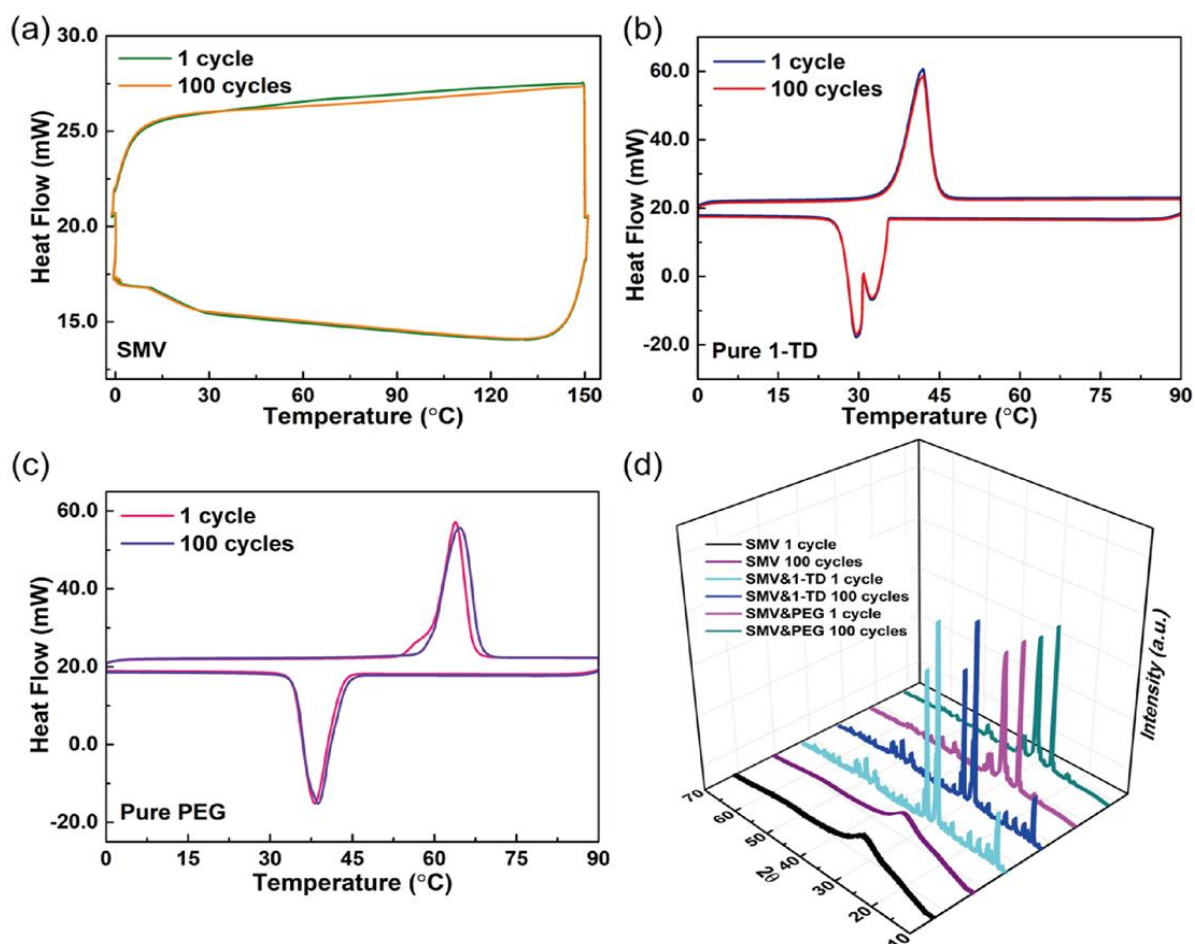 (a)
30.0
25.0
20.0
15.0
Heat Flow (mW)
1 cycle
100 cycles
SMV
0 30 60 90 120 150
Temperature (°C)
(b)
60.0
40.0
20.0
0.0
-20.0
Heat Flow (mW)
1 cycle
100 cycles
Pure 1-TD
0 15 30 45 60 75 90
Temperature (°C)
(c)
60.0
40.0
20.0
0.0
-20.0
Heat Flow (mW)
1 cycle
100 cycles
Pure PEG
0 15 30 45 60 75 90
Temperature (°C)
(d)
SMV 1 cycle
SMV 100 cycles
SMV&1-TD 1 cycle
SMV&1-TD 100 cycles
SMV&PEG 1 cycle
SMV&PEG 100 cycles
Intensity (a.u.)
70 60 50 40 30 20 10
2θ